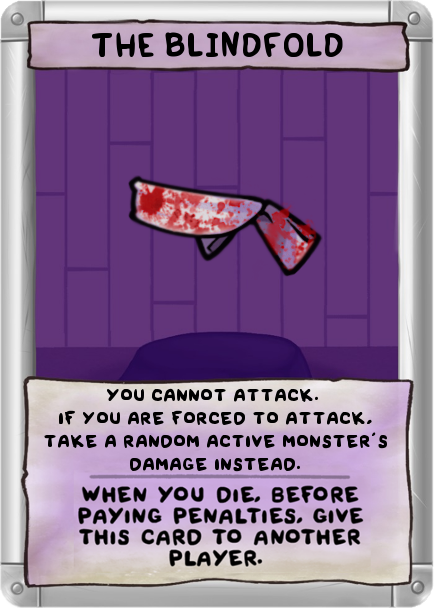 THE BLINDFOLD
YOU CANNOT ATTACK.
IF YOU ARE FORCED TO ATTACK,
TAKE A RANDOM ACTIVE MONSTER'S
DAMAGE INSTEAD.
WHEN YOU DIE, BEFORE
PAYING PENALTIES, GIVE
THIS CARD TO ANOTHER
PLAYER.